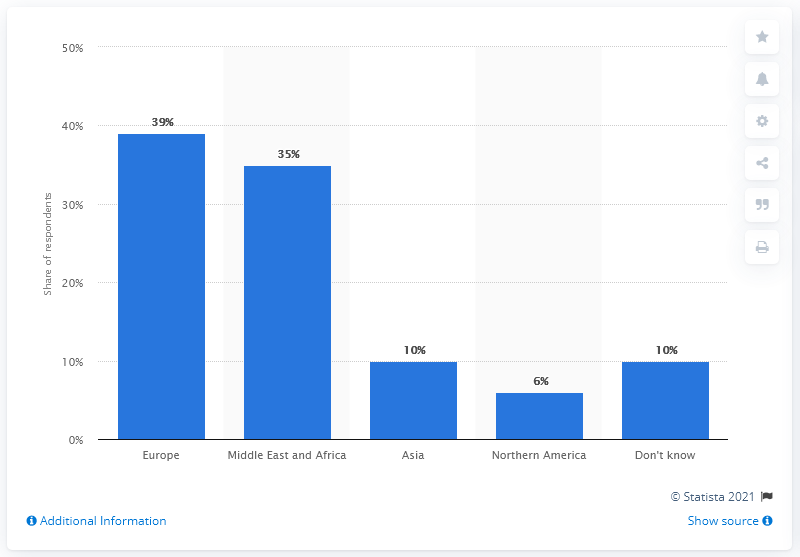 50%
40%
30%
20%
10%
0%
Share of respondents
39%
35%
10%
6%
10%
Europe
Middle East and Africa
Asia
Northern America
Don't know
© Statista 2021
Additional Information
Show source